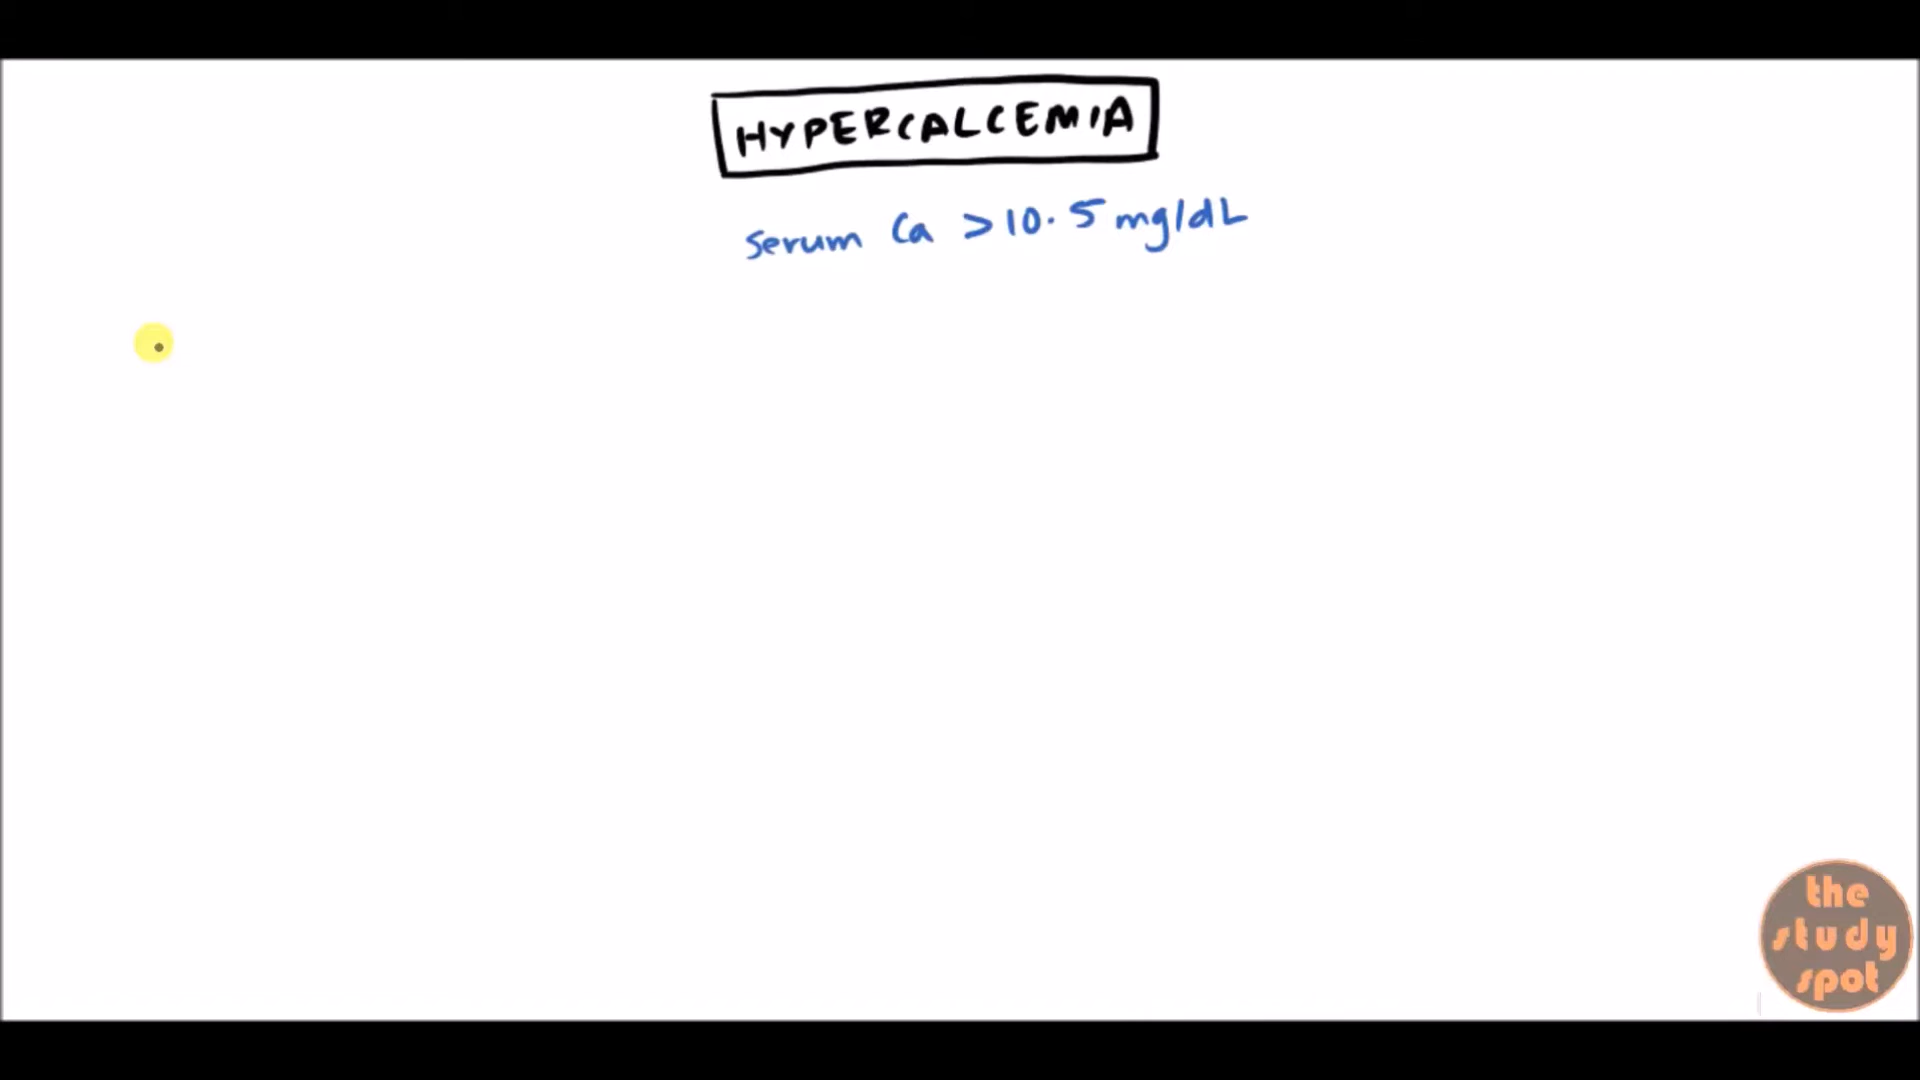 HYPERCALCEMIA
serum Ca >10.5 mg/dL
the
study
spot